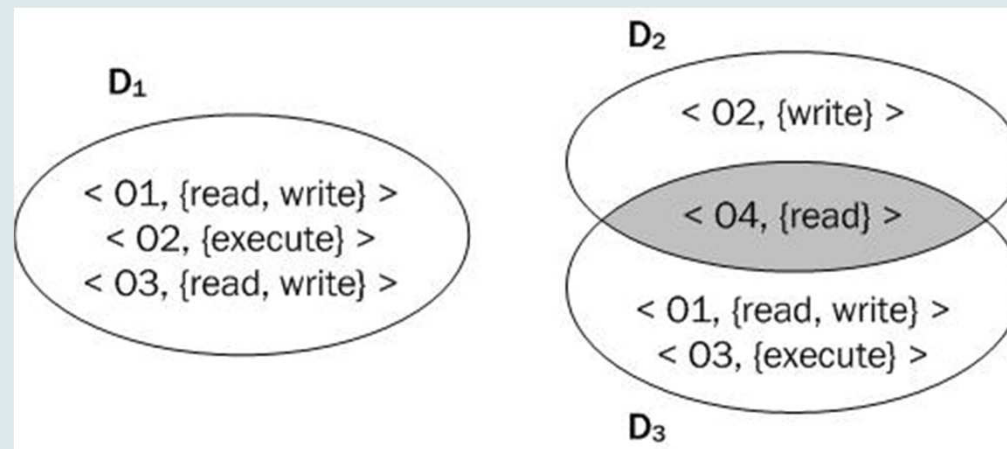 D₁
< O1, {read, write} >
< O2, {execute} >
< O3, {read, write} >
D₂
< O2, {write} >
< O4, {read} >
< O1, {read, write} >
< O3, {execute} >
D₃